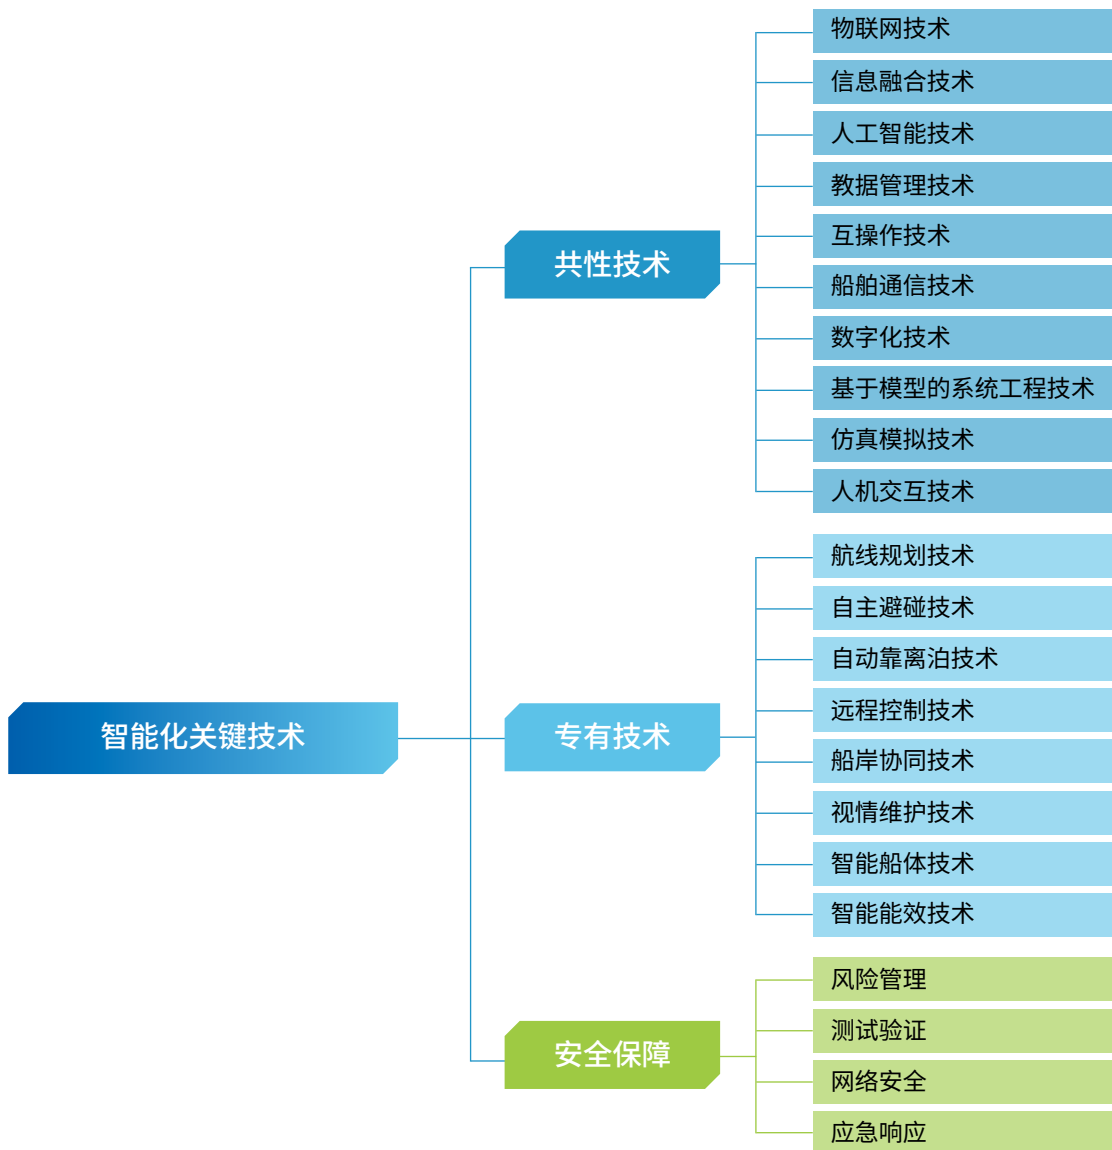 智能化关键技术
共性技术
物联网技术
信息融合技术
人工智能技术
教据管理技术
互操作技术
船舶通信技术
数字化技术
基于模型的系统工程技术
仿真模拟技术
人机交互技术
专有技术
航线规划技术
自主避碰技术
自动靠离泊技术
远程控制技术
船岸协同技术
视情维护技术
智能船体技术
智能能效技术
安全保障
风险管理
测试验证
网络安全
应急响应